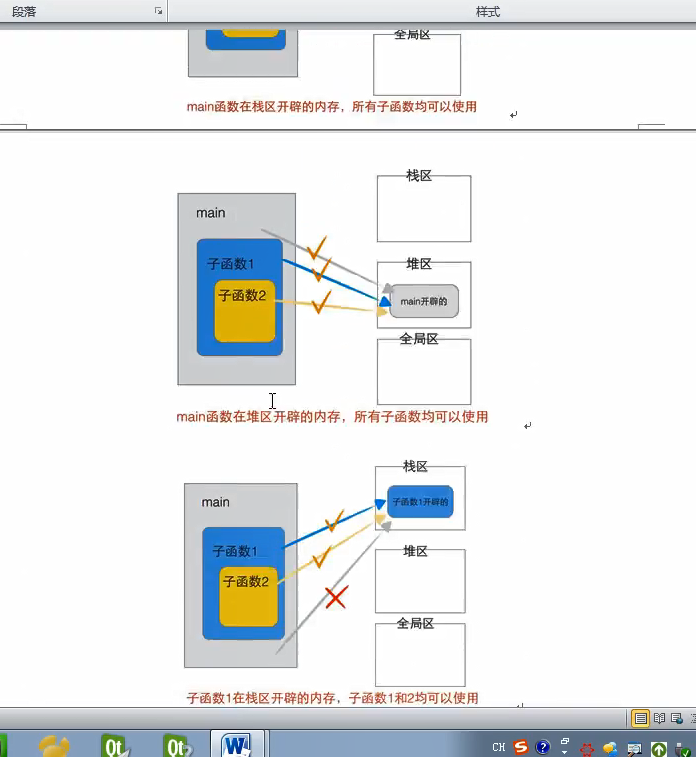 段落
样式
全局区
main函数在栈区开辟的内存，所有子函数均可以使用
栈区
main
子函数1
堆区
子函数2
main开辟的
全局区
main函数在堆区开辟的内存，所有子函数均可以使用
栈区
main
子函数1开辟的
子函数1
堆区
子函数2
全局区
子函数1在栈区开辟的内存，子函数1和2均可以使用
Qt
Qt
W
CH
S